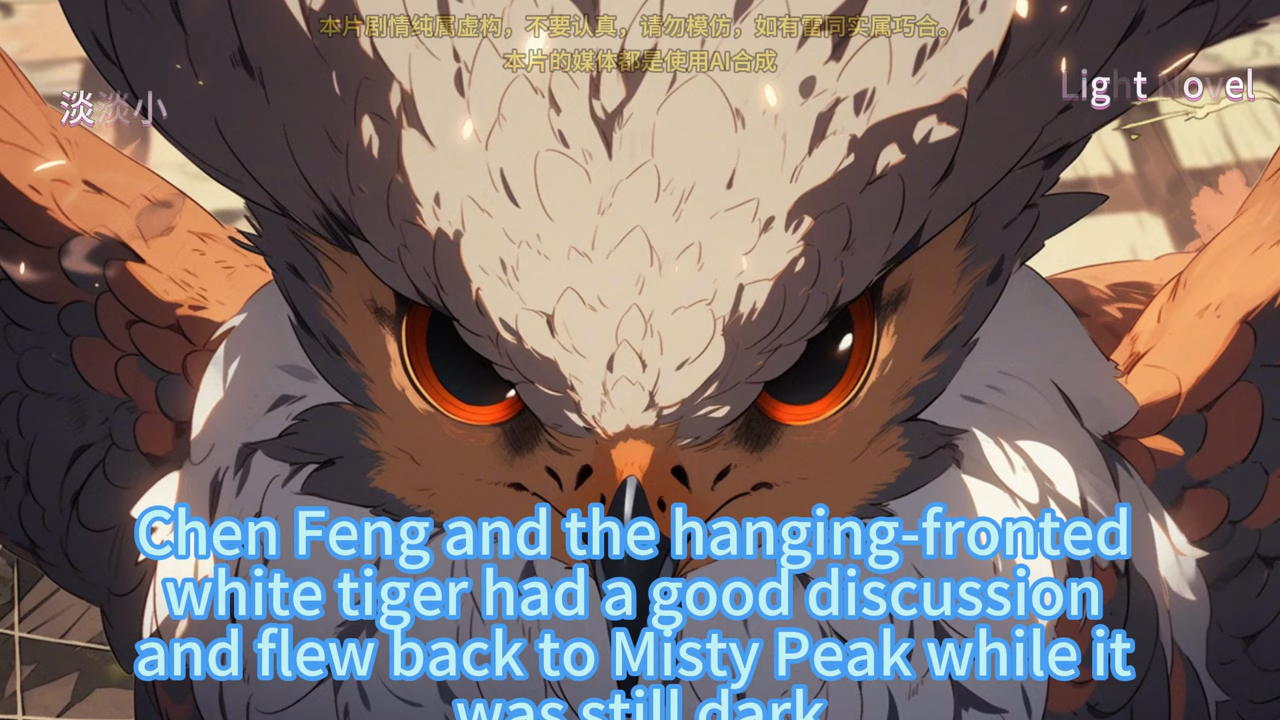 本片剧情纯属虚构，不要认真，请勿模仿，如有雷同实属巧合。
本片的媒体都是使用AI合成
淡淡小
Light Novel
Chen Feng and the hanging-fronted
white tiger had a good discussion
and flew back to Misty Peak while it
was still dark